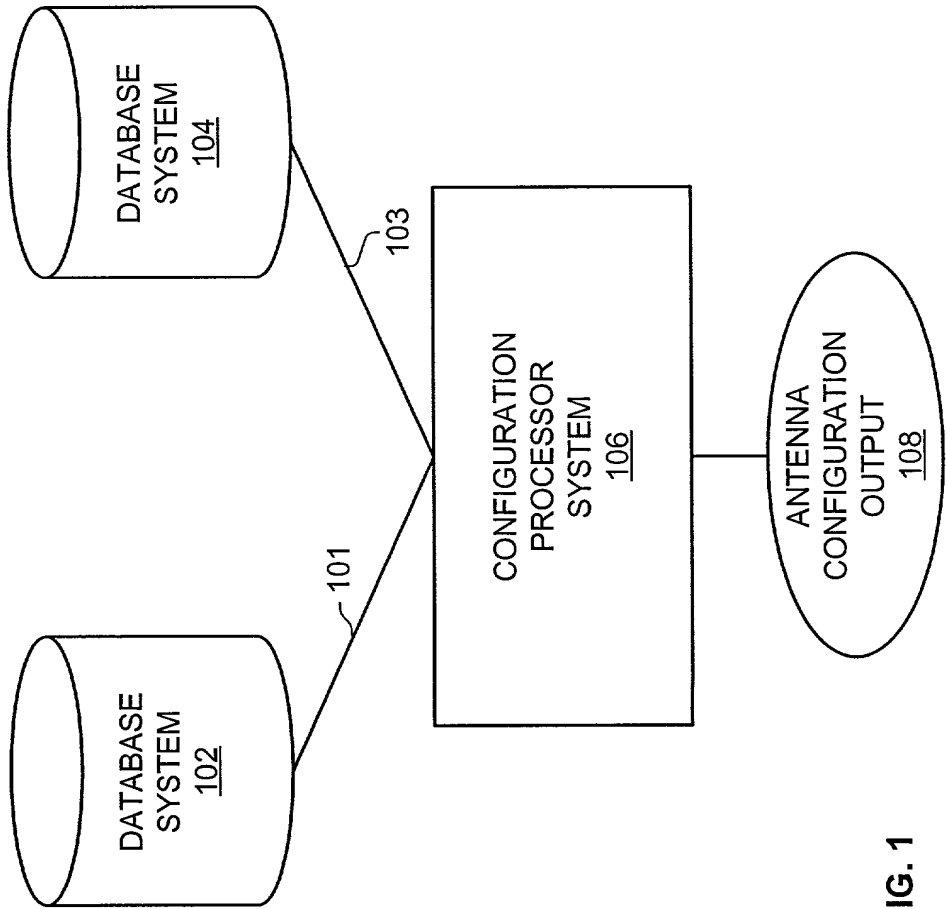 DATABASE
SYSTEM
102
DATABASE
SYSTEM
104
101
103
CONFIGURATION
PROCESSOR
SYSTEM
106
ANTENNA
CONFIGURATION
OUTPUT
108
IG. 1